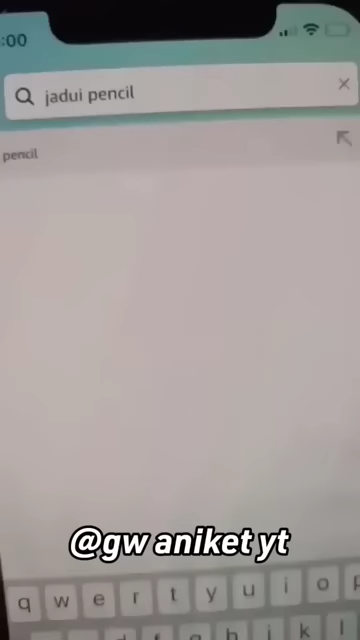 :00
jadui pencil
pencil
@gw aniket yt
q w e r t y u i o p
j k l